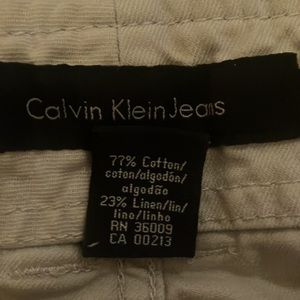 Calvin Klein Jeans
77% Cotton/
coton/algodón/
algodão
23% Linen/lin/
lino/linho
RN 36009
CA 00213